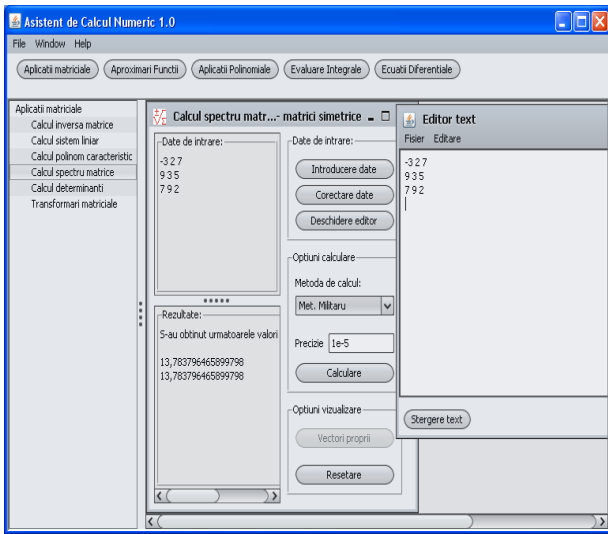 Asistent de Calcul Numeric 1.0
File Window Help
Aplicatii matriciale Aproximari Functii Aplicatii Polinomiale Evaluare Integrale Ecuatii Diferentiale
Aplicatii matriciale
Calcul inversa matrice
Calcul sistem liniar
Calcul polinom caracteristic
Calcul spectru matrice
Calcul determinanti
Transformari matriciale
Calcul spectru matr...- matrici simetrice
Date de intrare:
-3 2 7
9 3 5
7 9 2
Rezultate:
S-au obtinut urmatoarele valori
13,783796465899798
13,783796465899798
Date de intrare:
Introducere date
Corectare date
Deschidere editor
Optiuni calculare
Metoda de calcul:
Met. Militaru
Precizie 1e-5
Calculare
Optiuni vizualizare
Vectori proprii
Resetare
Editor text
Fisier Editare
-3 2 7
9 3 5
7 9 2
Stergere text